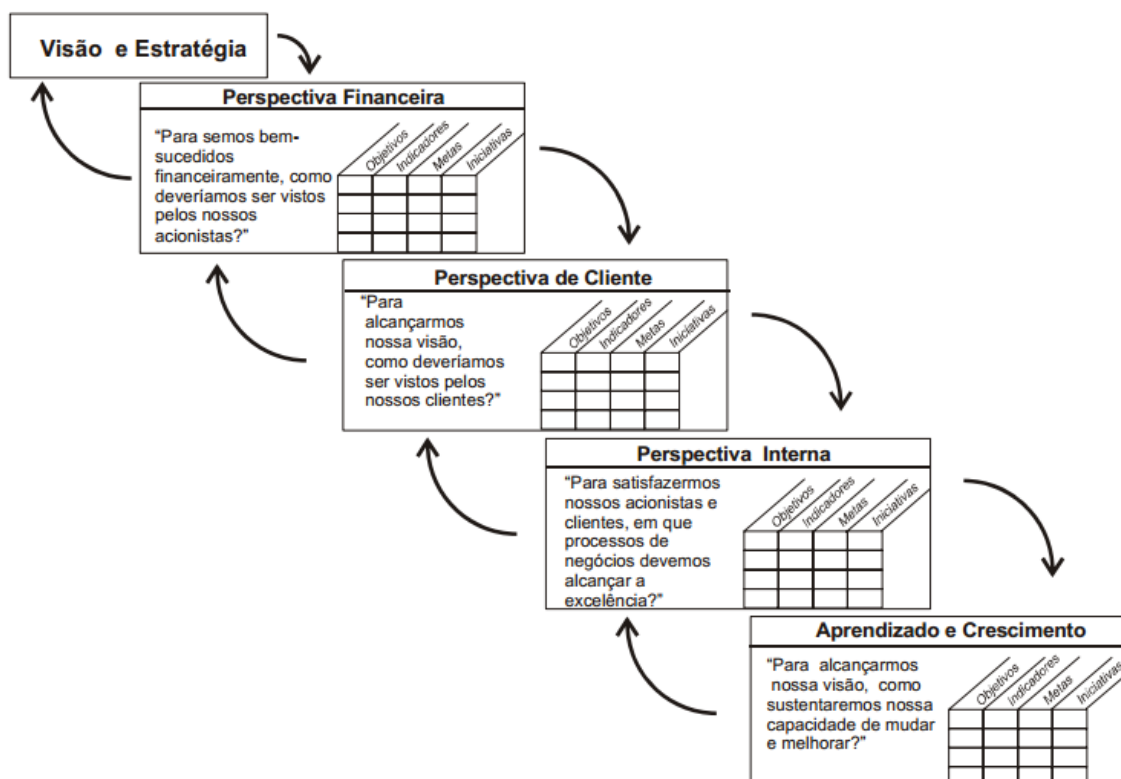 Visão e Estratégia
Perspectiva Financeira
“Para semos bem-
sucedidos
financeiramente, como
deveríamos ser vistos
pelos nossos
acionistas?”
Objetivos
Indicadores
Metas
Iniciativas
Perspectiva de Cliente
“Para
alcançarmos
nossa visão,
como deveríamos
ser vistos pelos
nossos clientes?”
Objetivos
Indicadores
Metas
Iniciativas
Perspectiva Interna
“Para satisfazermos
nossos acionistas e
clientes, em que
processos de
negócios devemos
alcançar a
excelência?”
Objetivos
Indicadores
Metas
Iniciativas
Aprendizado e Crescimento
“Para alcançarmos
nossa visão, como
sustentaremos nossa
capacidade de mudar
e melhorar?”
Objetivos
indicadores
Metas
Iniciativas